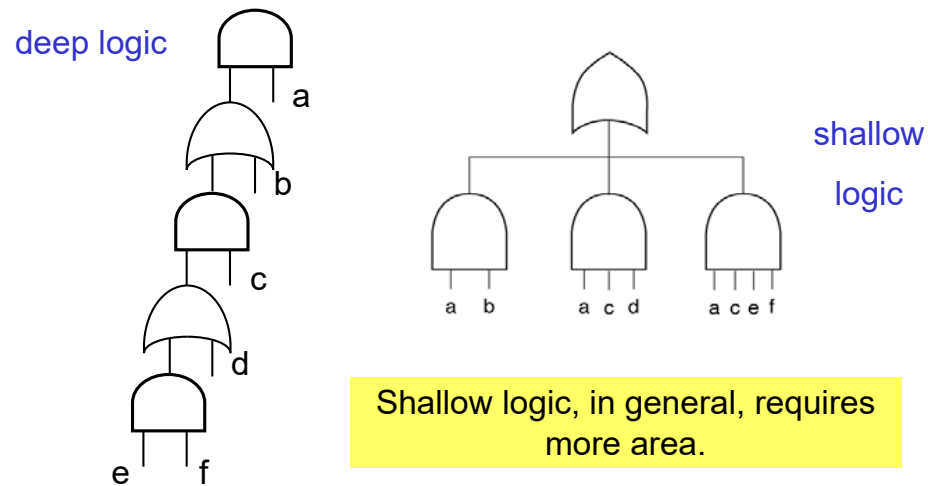 deep logic
a
b
c
d
e f
shallow
logic
a b a c d a c e f
Shallow logic, in general, requires
more area.